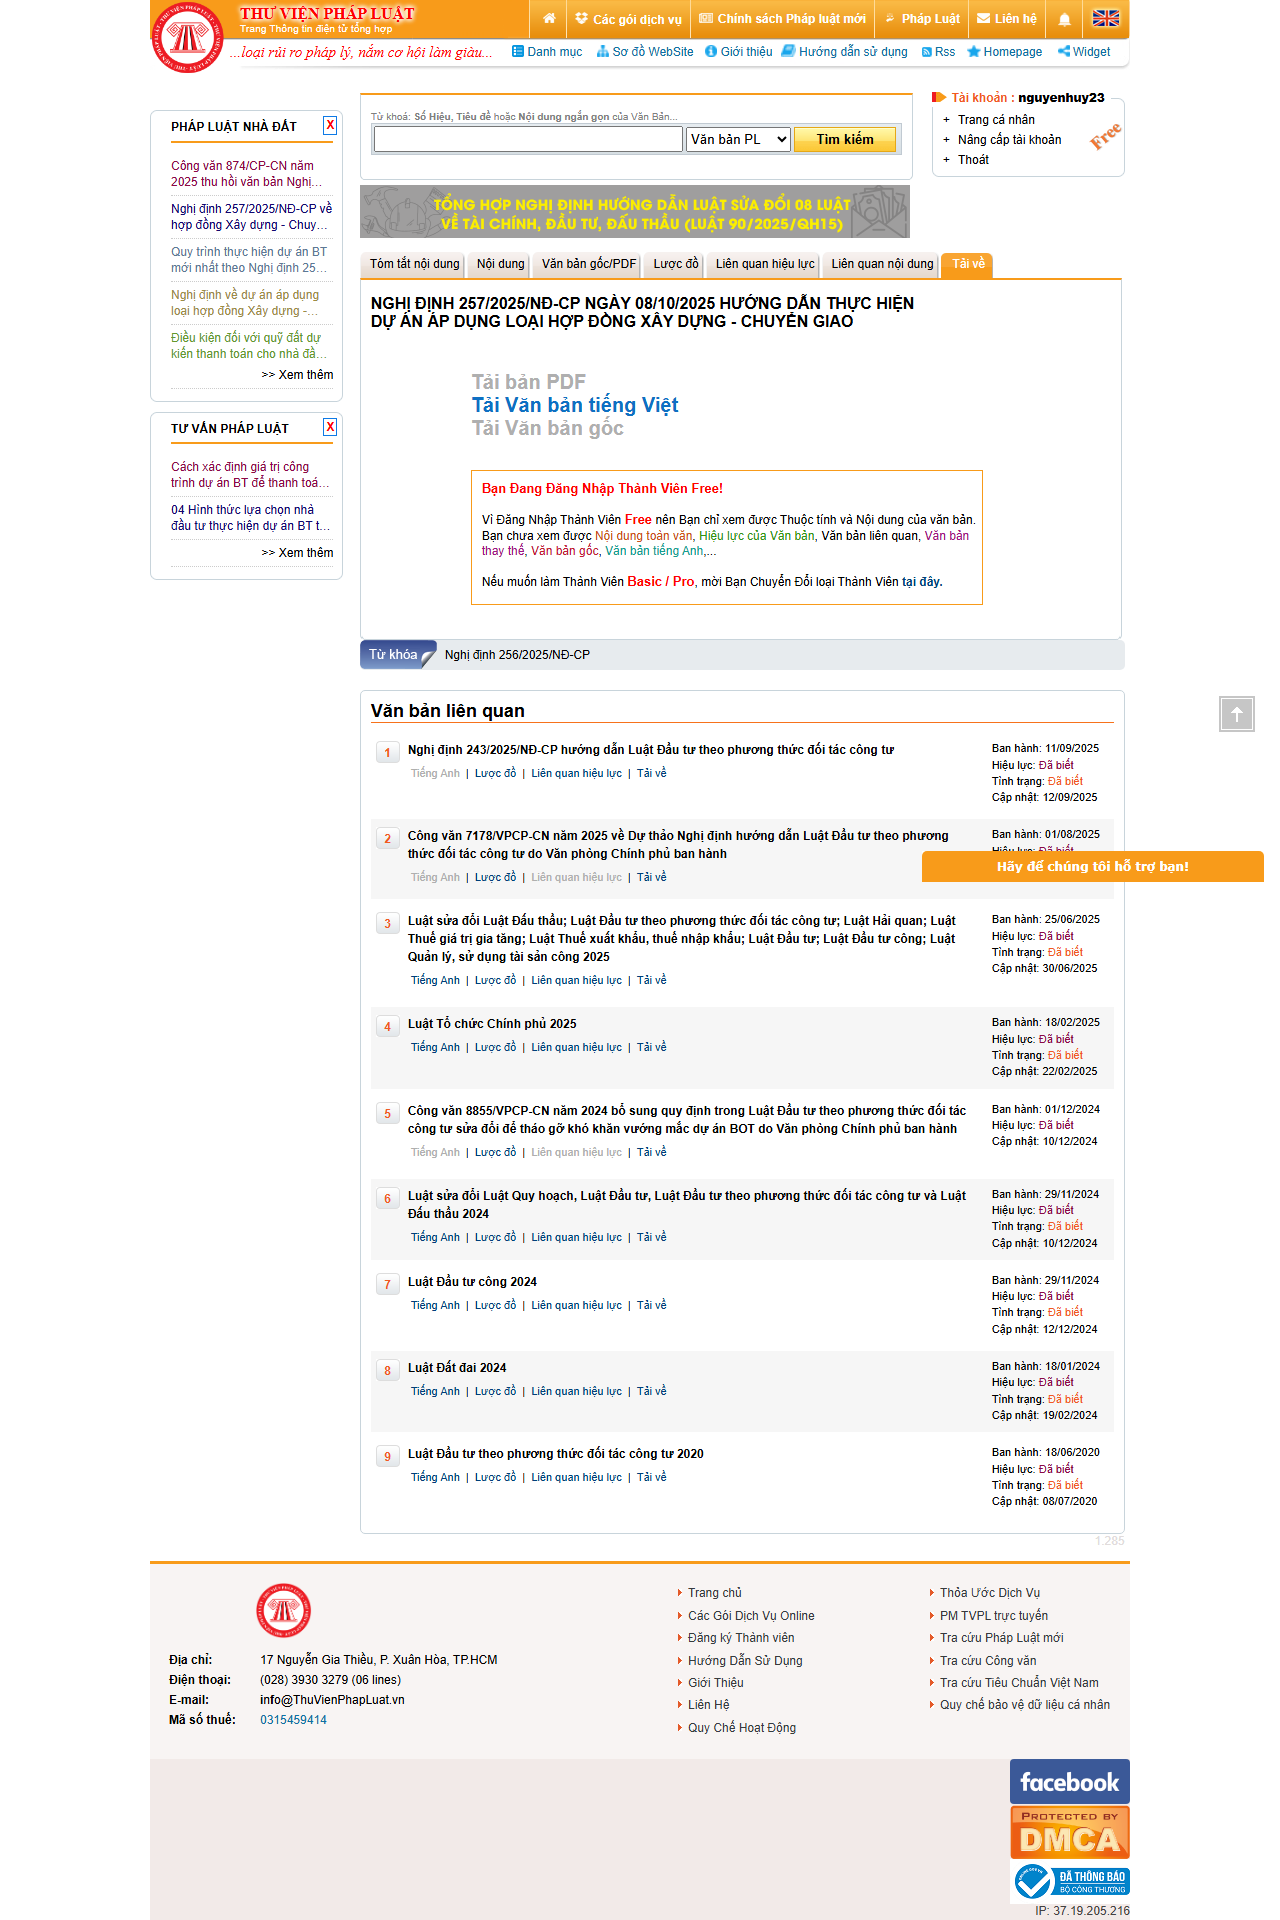 THƯ VIỆN PHÁP LUẬT
Trang Thông tin điện tử tổng hợp
Các gói dịch vụ
Chính sách Pháp luật mới
Pháp Luật
Liên hệ
...loại rủi ro pháp lý, nắm cơ hội làm giàu...
Danh mục
Sơ đồ WebSite
Giới thiệu
Hướng dẫn sử dụng
Rss
Homepage
Widget
PHÁP LUẬT NHÀ ĐẤT
X
Công văn 874/CP-CN năm
2025 thu hồi văn bản Nghị...
Nghị định 257/2025/NĐ-CP về
hợp đồng Xây dựng - Chuy...
Quy trình thực hiện dự án BT
mới nhất theo Nghị định 25...
Nghị định về dự án áp dụng
loại hợp đồng Xây dựng -...
Điều kiện đối với quỹ đất dự
kiến thanh toán cho nhà đầ...
>> Xem thêm
TƯ VẤN PHÁP LUẬT
X
Cách xác định giá trị công
trình dự án BT để thanh toá...
04 Hình thức lựa chọn nhà
đầu tư thực hiện dự án BT t...
>> Xem thêm
Từ khoá: Số Hiệu, Tiêu đề hoặc Nội dung ngắn gọn của Văn Bản...
Văn bản PL
Tìm kiếm
Tài khoản : nguyenhuy23
+ Trang cá nhân
+ Nâng cấp tài khoản
+ Thoát
Free
TỔNG HỢP NGHỊ ĐỊNH HƯỚNG DẪN LUẬT SỬA ĐỔI 08 LUẬT
VỀ TÀI CHÍNH, ĐẦU TƯ, ĐẤU THẦU (LUẬT 90/2025/QH15)
Tóm tắt nội dung
Nội dung
Văn bản gốc/PDF
Lược đồ
Liên quan hiệu lực
Liên quan nội dung
Tải về
NGHỊ ĐỊNH 257/2025/NĐ-CP NGÀY 08/10/2025 HƯỚNG DẪN THỰC HIỆN
DỰ ÁN ÁP DỤNG LOẠI HỢP ĐỒNG XÂY DỰNG - CHUYỂN GIAO
Tải bản PDF
Tải Văn bản tiếng Việt
Tải Văn bản gốc
Bạn Đang Đăng Nhập Thành Viên Free!
Vì Đăng Nhập Thành Viên Free nên Bạn chỉ xem được Thuộc tính và Nội dung của văn bản.
Bạn chưa xem được Nội dung toàn văn, Hiệu lực của Văn bản, Văn bản liên quan, Văn bản
thay thế, Văn bản gốc, Văn bản tiếng Anh,...
Nếu muốn làm Thành Viên Basic / Pro, mời Bạn Chuyển Đổi loại Thành Viên tại đây.
Từ khóa
Nghị định 256/2025/NĐ-CP
Văn bản liên quan
1
Nghị định 243/2025/NĐ-CP hướng dẫn Luật Đầu tư theo phương thức đối tác công tư
Tiếng Anh | Lược đồ | Liên quan hiệu lực | Tải về
Ban hành: 11/09/2025
Hiệu lực: Đã biết
Tình trạng: Đã biết
Cập nhật: 12/09/2025
2
Công văn 7178/VPCP-CN năm 2025 về Dự thảo Nghị định hướng dẫn Luật Đầu tư theo phương
thức đối tác công tư do Văn phòng Chính phủ ban hành
Tiếng Anh | Lược đồ | Liên quan hiệu lực | Tải về
Ban hành: 01/08/2025
Hiệu lực: Đã biết
Hãy để chúng tôi hỗ trợ bạn!
3
Luật sửa đổi Luật Đấu thầu; Luật Đầu tư theo phương thức đối tác công tư; Luật Hải quan; Luật
Thuế giá trị gia tăng; Luật Thuế xuất khẩu, thuế nhập khẩu; Luật Đầu tư; Luật Đầu tư công; Luật
Quản lý, sử dụng tài sản công 2025
Tiếng Anh | Lược đồ | Liên quan hiệu lực | Tải về
Ban hành: 25/06/2025
Hiệu lực: Đã biết
Tình trạng: Đã biết
Cập nhật: 30/06/2025
4
Luật Tổ chức Chính phủ 2025
Tiếng Anh | Lược đồ | Liên quan hiệu lực | Tải về
Ban hành: 18/02/2025
Hiệu lực: Đã biết
Tình trạng: Đã biết
Cập nhật: 22/02/2025
5
Công văn 8855/VPCP-CN năm 2024 bổ sung quy định trong Luật Đầu tư theo phương thức đối tác
công tư sửa đổi để tháo gỡ khó khăn vướng mắc dự án BOT do Văn phòng Chính phủ ban hành
Tiếng Anh | Lược đồ | Liên quan hiệu lực | Tải về
Ban hành: 01/12/2024
Hiệu lực: Đã biết
Cập nhật: 10/12/2024
6
Luật sửa đổi Luật Quy hoạch, Luật Đầu tư, Luật Đầu tư theo phương thức đối tác công tư và Luật
Đấu thầu 2024
Tiếng Anh | Lược đồ | Liên quan hiệu lực | Tải về
Ban hành: 29/11/2024
Hiệu lực: Đã biết
Tình trạng: Đã biết
Cập nhật: 10/12/2024
7
Luật Đầu tư công 2024
Tiếng Anh | Lược đồ | Liên quan hiệu lực | Tải về
Ban hành: 29/11/2024
Hiệu lực: Đã biết
Tình trạng: Đã biết
Cập nhật: 12/12/2024
8
Luật Đất đai 2024
Tiếng Anh | Lược đồ | Liên quan hiệu lực | Tải về
Ban hành: 18/01/2024
Hiệu lực: Đã biết
Tình trạng: Đã biết
Cập nhật: 19/02/2024
9
Luật Đầu tư theo phương thức đối tác công tư 2020
Tiếng Anh | Lược đồ | Liên quan hiệu lực | Tải về
Ban hành: 18/06/2020
Hiệu lực: Đã biết
Tình trạng: Đã biết
Cập nhật: 08/07/2020
1.285
Địa chỉ: 17 Nguyễn Gia Thiều, P. Xuân Hòa, TP.HCM
Điện thoại: (028) 3930 3279 (06 lines)
E-mail: info@ThuVienPhapLuat.vn
Mã số thuế: 0315459414
Trang chủ
Các Gói Dịch Vụ Online
Đăng ký Thành viên
Hướng Dẫn Sử Dụng
Giới Thiệu
Liên Hệ
Quy Chế Hoạt Động
Thỏa Ước Dịch Vụ
PM TVPL trực tuyến
Tra cứu Pháp Luật mới
Tra cứu Công văn
Tra cứu Tiêu Chuẩn Việt Nam
Quy chế bảo vệ dữ liệu cá nhân
facebook
PROTECTED BY
DMCA
ĐÃ THÔNG BÁO
BỘ CÔNG THƯƠNG
IP: 37.19.205.216